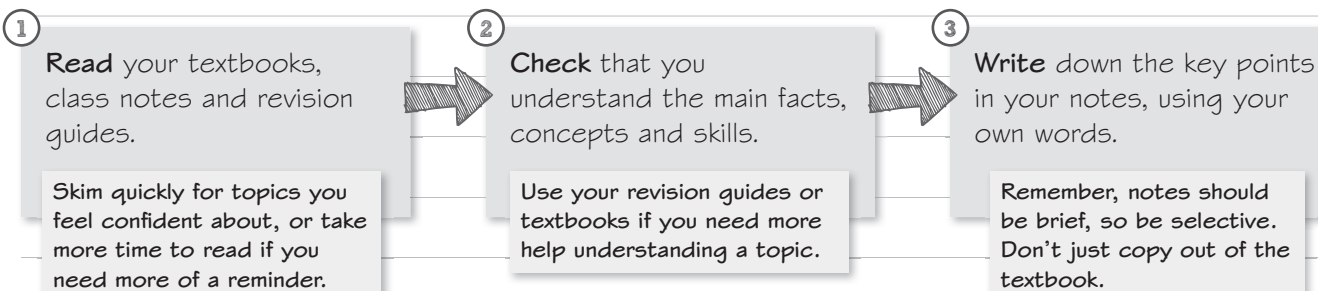 1
Read your textbooks,
class notes and revision
guides.
Skim quickly for topics you
feel confident about, or take
more time to read if you
need more of a reminder.
2
Check that you
understand the main facts,
concepts and skills.
Use your revision guides or
textbooks if you need more
help understanding a topic.
3
Write down the key points
in your notes, using your
own words.
Remember, notes should
be brief, so be selective.
Don't just copy out of the
textbook.